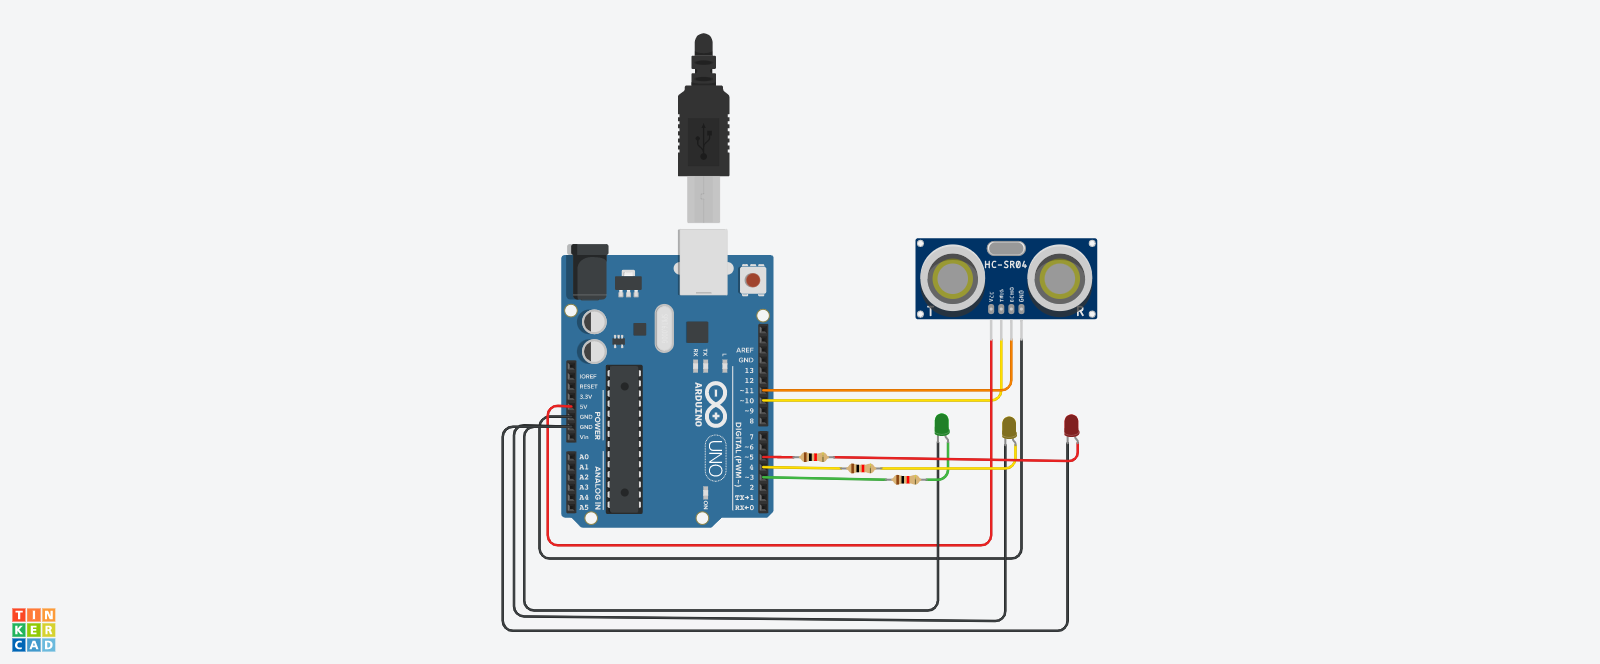 HC-SR04
VCC
TRIG
ECHO
GND
T
R
RX
TX
L
AREF
GND
13
12
~11
~10
~9
8
IOREF
RESET
3.3V
5V
GND
GND
Vin
POWER
ARDUINO
UNO
DIGITAL (PWM~)
7
~6
~5
4
~3
2
TX→1
RX←0
A0
A1
A2
A3
A4
A5
ANALOG IN
ON
TIN
KER
CAD